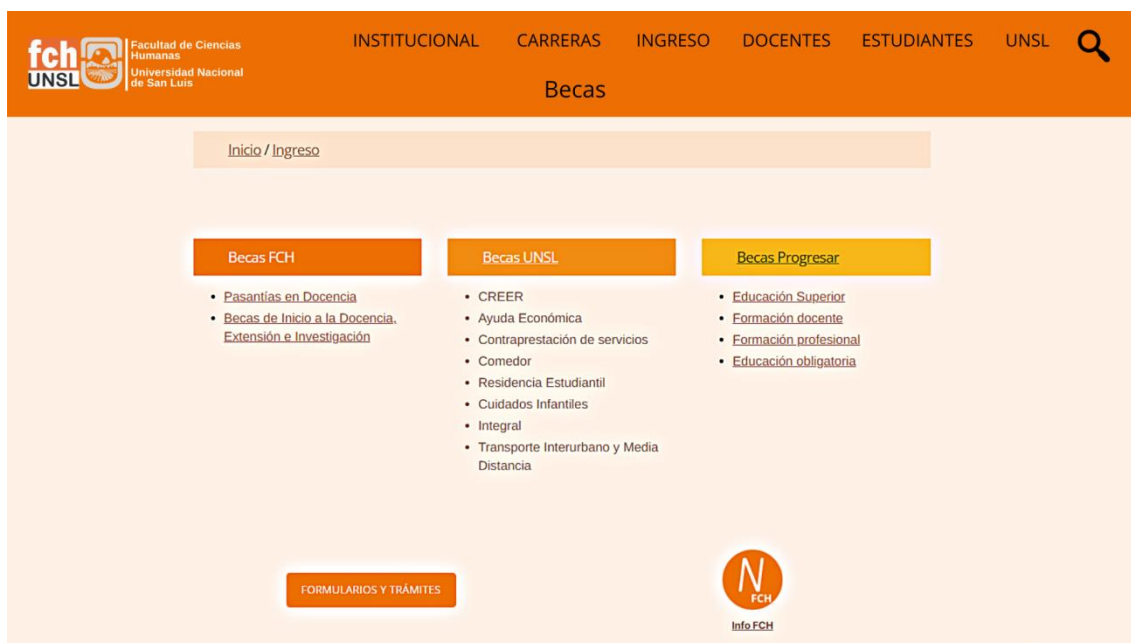 fch
UNSL
Facultad de Ciencias
Humanas
Universidad Nacional
de San Luis
INSTITUCIONAL CARRERAS INGRESO DOCENTES ESTUDIANTES UNSL
Becas
Inicio / Ingreso
Becas FCH
• Pasantías en Docencia
• Becas de Inicio a la Docencia,
Extensión e Investigación
Becas UNSL
• CREER
• Ayuda Económica
• Contraprestación de servicios
• Comedor
• Residencia Estudiantil
• Cuidados Infantiles
• Integral
• Transporte Interurbano y Media
Distancia
Becas Progresar
• Educación Superior
• Formación docente
• Formación profesional
• Educación obligatoria
FORMULARIOS Y TRÁMITES
N
FCH
Info FCH